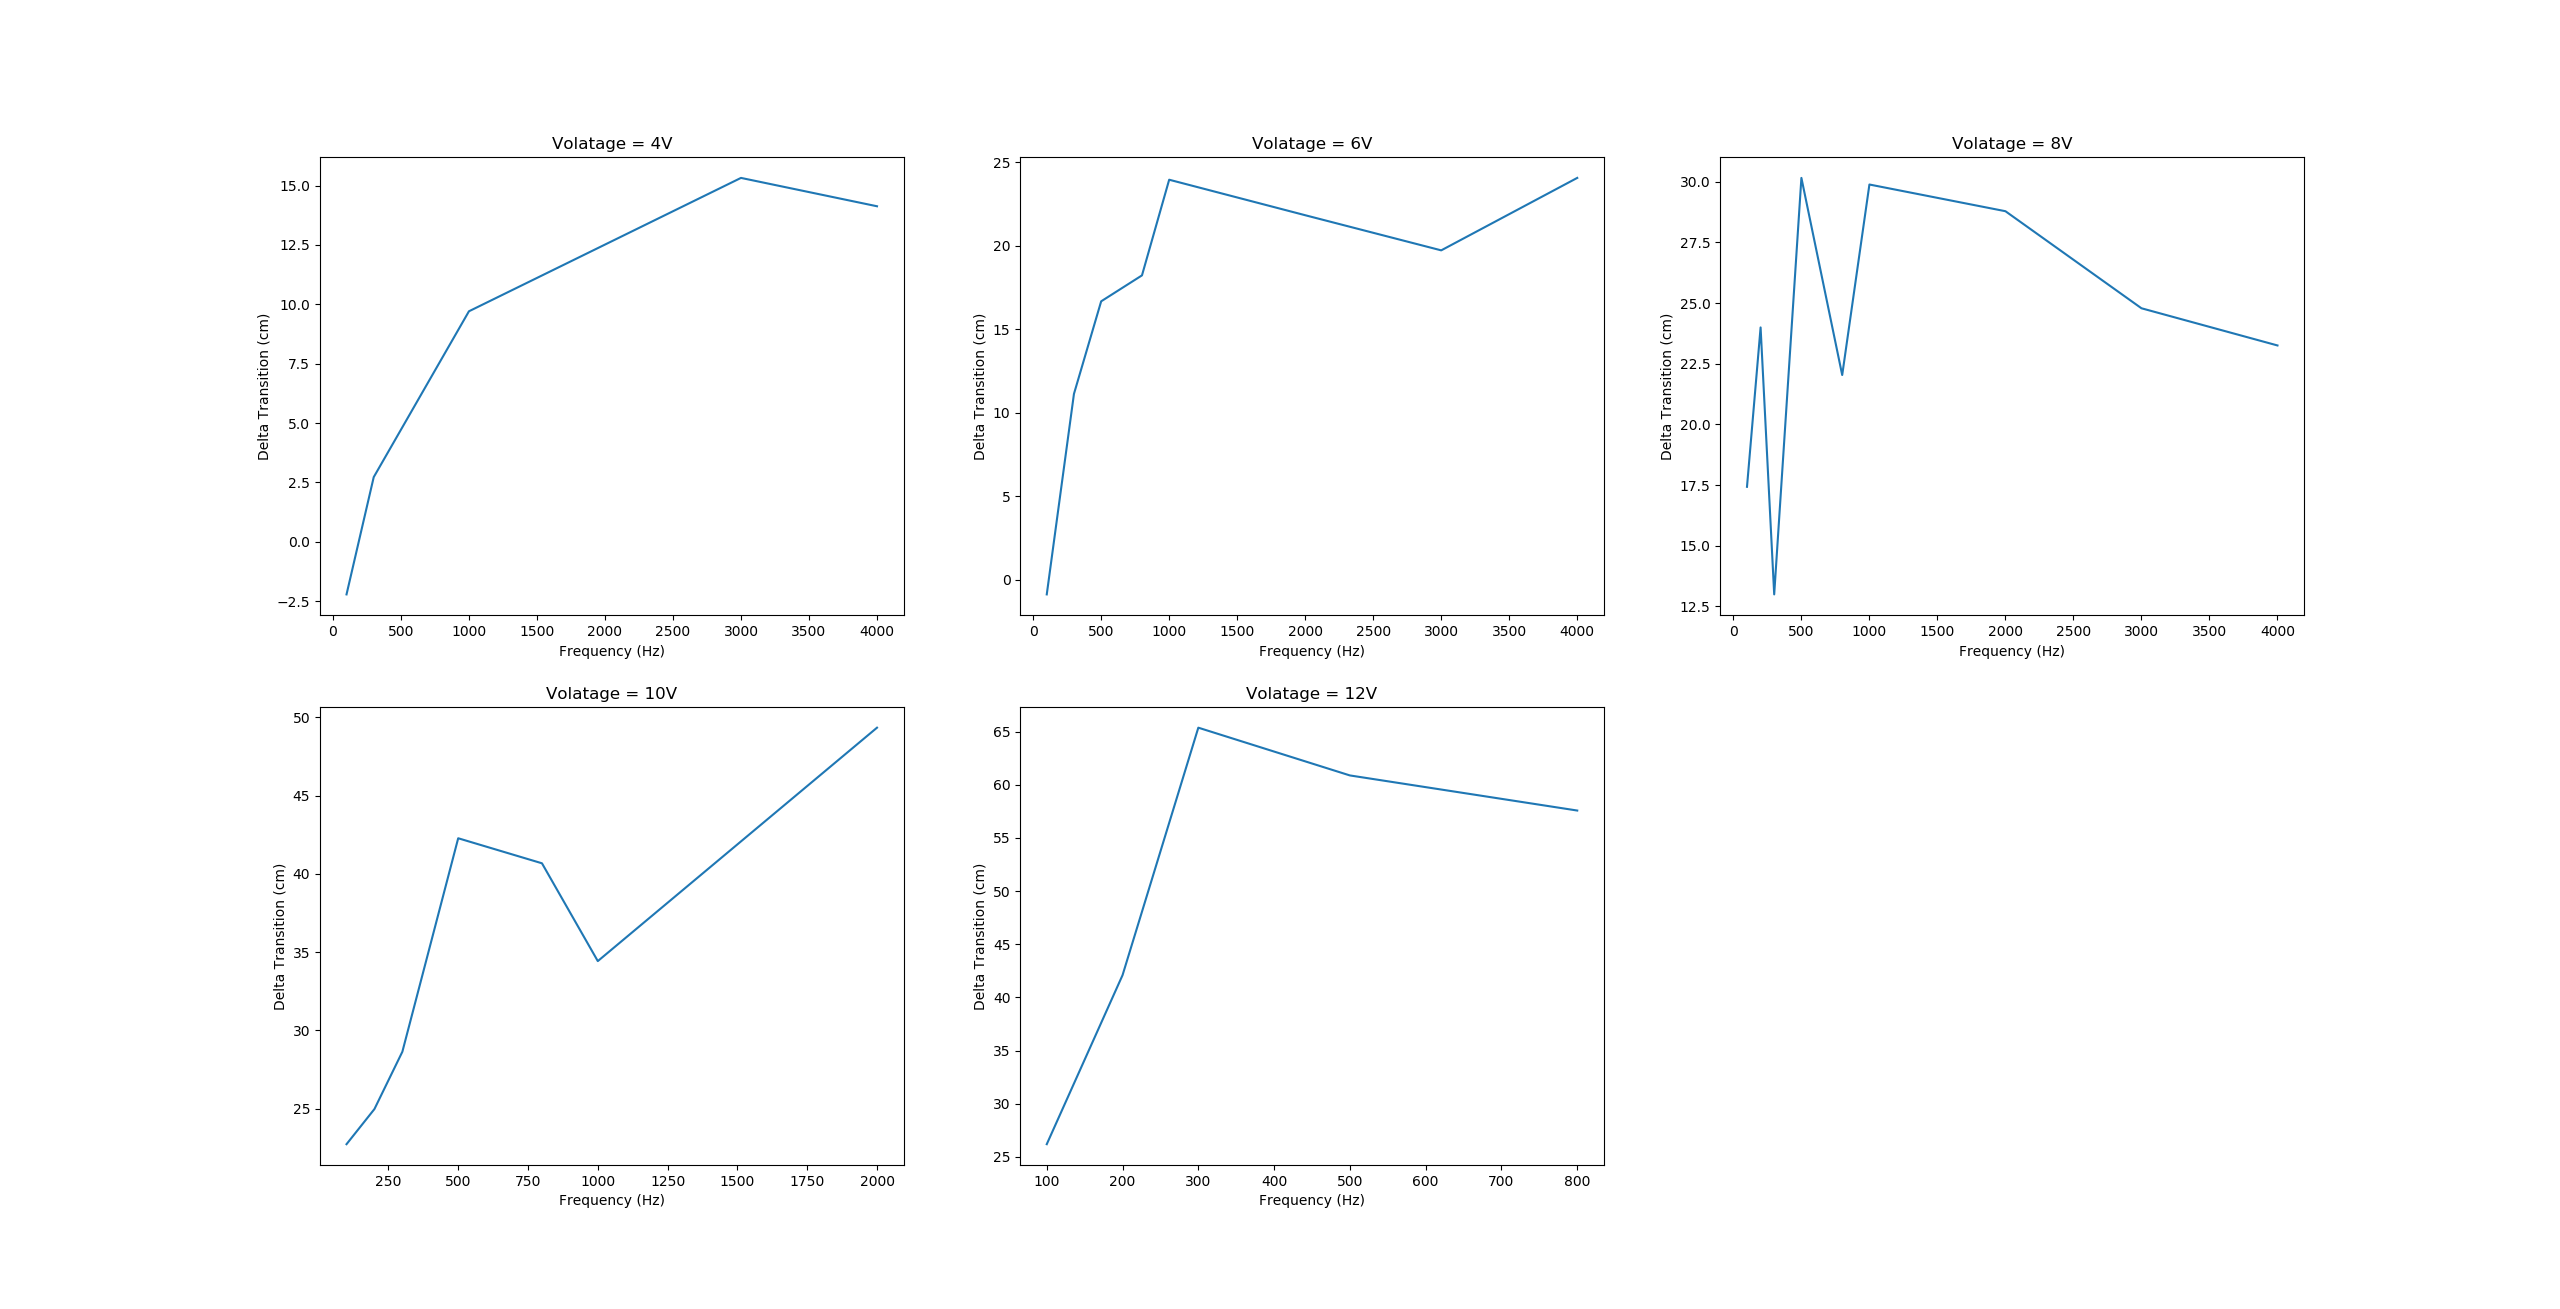 Volatage = 4V
15.0
12.5
10.0
7.5
5.0
2.5
0.0
−2.5
Delta Transition (cm)
0 500 1000 1500 2000 2500 3000 3500 4000
Frequency (Hz)
Volatage = 6V
25
20
15
10
5
0
Delta Transition (cm)
0 500 1000 1500 2000 2500 3000 3500 4000
Frequency (Hz)
Volatage = 8V
30.0
27.5
25.0
22.5
20.0
17.5
15.0
12.5
Delta Transition (cm)
0 500 1000 1500 2000 2500 3000 3500 4000
Frequency (Hz)
Volatage = 10V
50
45
40
35
30
25
Delta Transition (cm)
250 500 750 1000 1250 1500 1750 2000
Frequency (Hz)
Volatage = 12V
65
60
55
50
45
40
35
30
25
Delta Transition (cm)
100 200 300 400 500 600 700 800
Frequency (Hz)